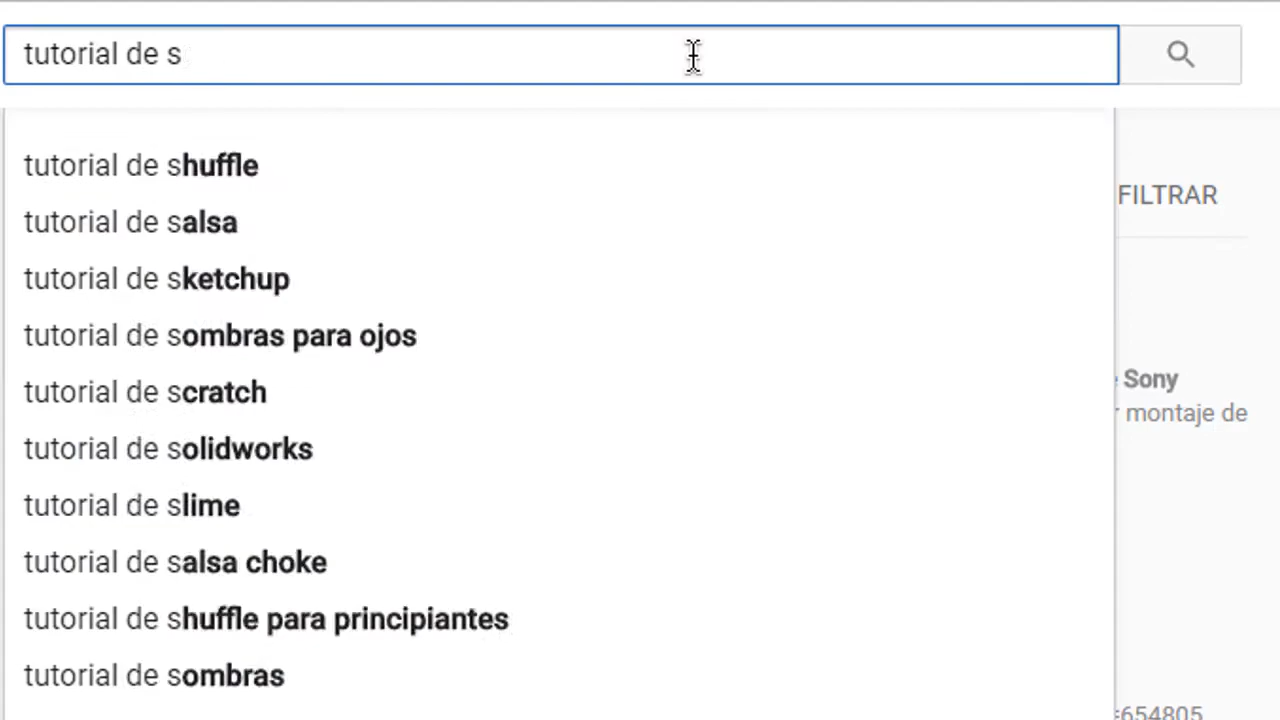 tutorial de s
tutorial de shuffle
tutorial de salsa
FILTRAR
tutorial de sketchup
tutorial de sombras para ojos
Sony
tutorial de scratch
montaje de
tutorial de solidworks
tutorial de slime
tutorial de salsa choke
tutorial de shuffle para principiantes
tutorial de sombras
654805